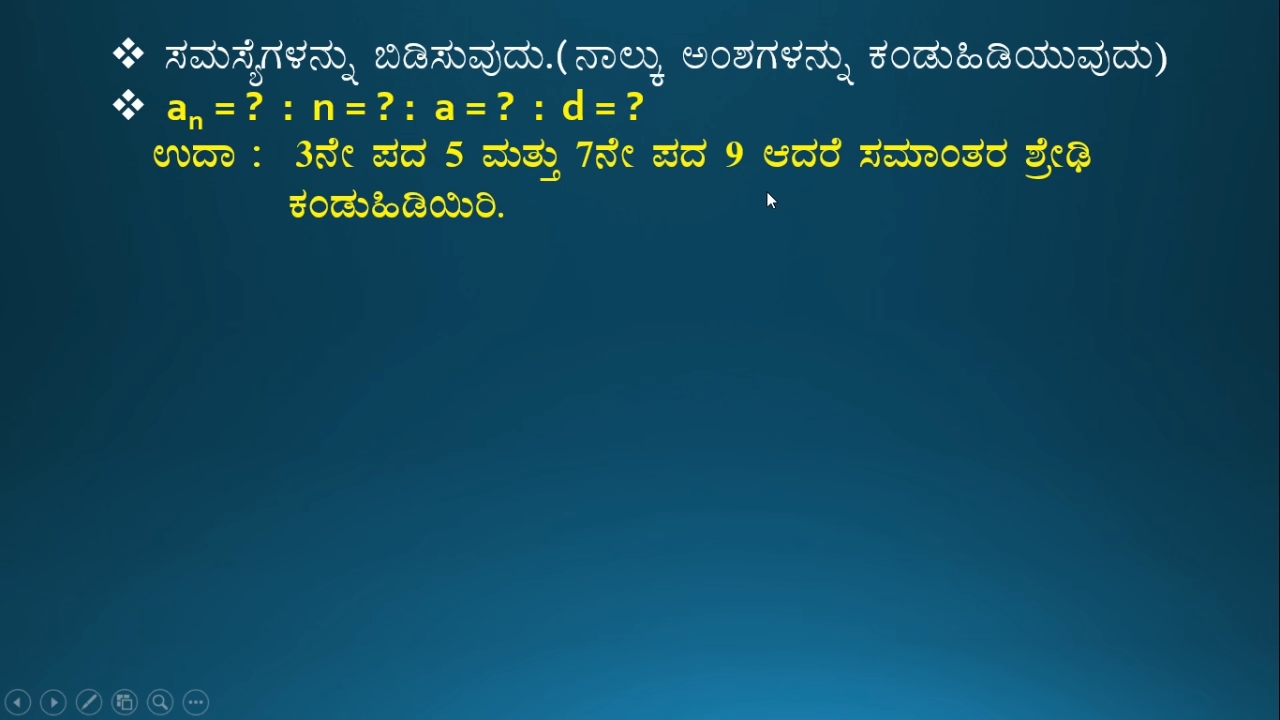 ❖ ಸಮಸ್ಯೆಗಳನ್ನು ಬಿಡಿಸುವುದು.(ನಾಲ್ಕು ಅಂಶಗಳನ್ನು ಕಂಡುಹಿಡಿಯುವುದು)
❖ aₙ = ? : n = ? : a = ? : d = ?
ಉದಾ : 3ನೇ ಪದ 5 ಮತ್ತು 7ನೇ ಪದ 9 ಆದರೆ ಸಮಾಂತರ ಶ್ರೇಢಿ
ಕಂಡುಹಿಡಿಯಿರಿ.